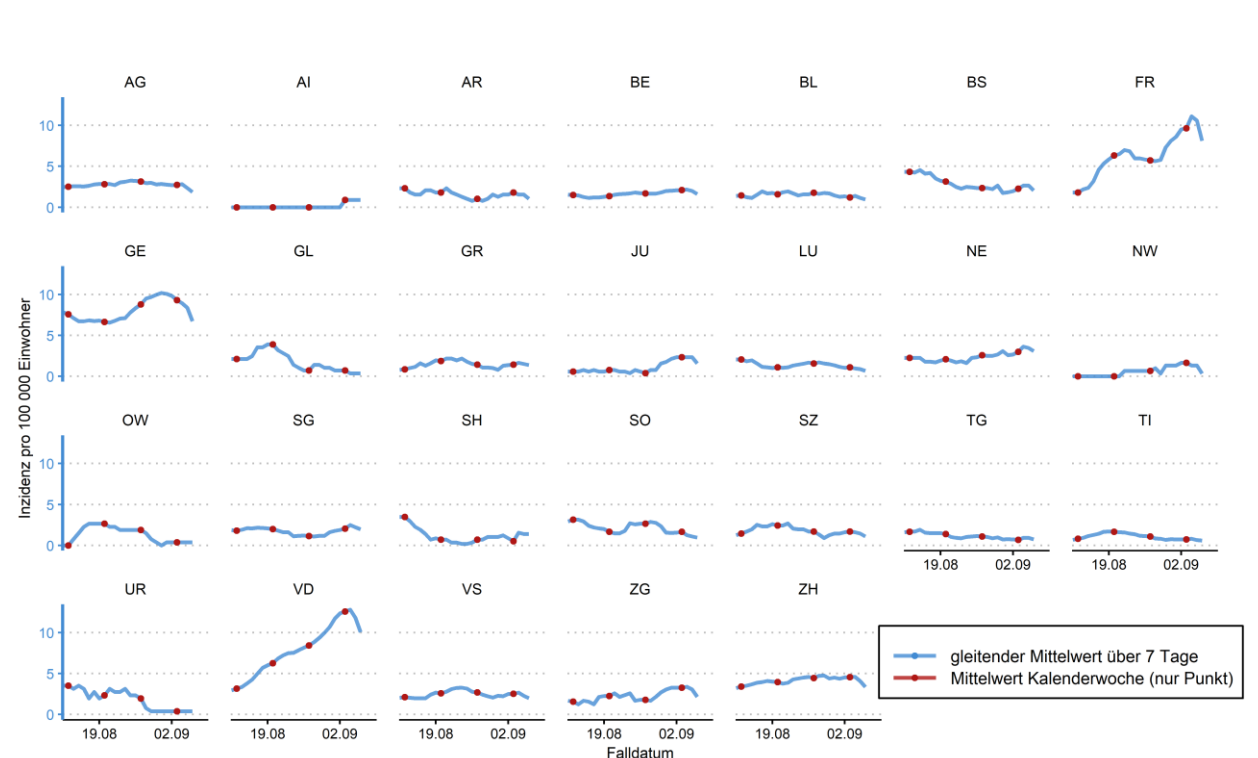 AG AI AR BE BL BS FR
10
5
0
GE GL GR JU LU NE NW
10
5
0
OW SG SH SO SZ TG TI
10
5
0
19.08 02.09 19.08 02.09
UR VD VS ZG ZH
10
5
0
19.08 02.09 19.08 02.09 19.08 02.09 19.08 02.09 19.08 02.09
Inzidenz pro 100 000 Einwohner
Falldatum
gleitender Mittelwert über 7 Tage
Mittelwert Kalenderwoche (nur Punkt)